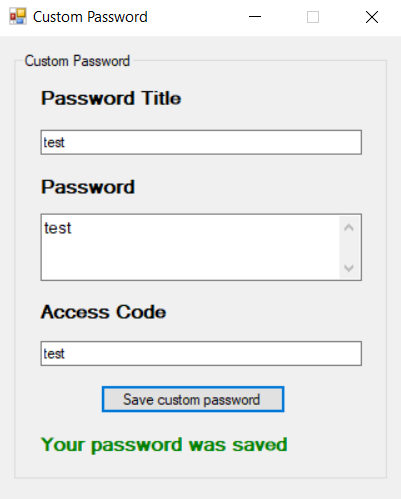 Custom Password
Custom Password
Password Title
test
Password
test
Access Code
test
Save custom password
Your password was saved